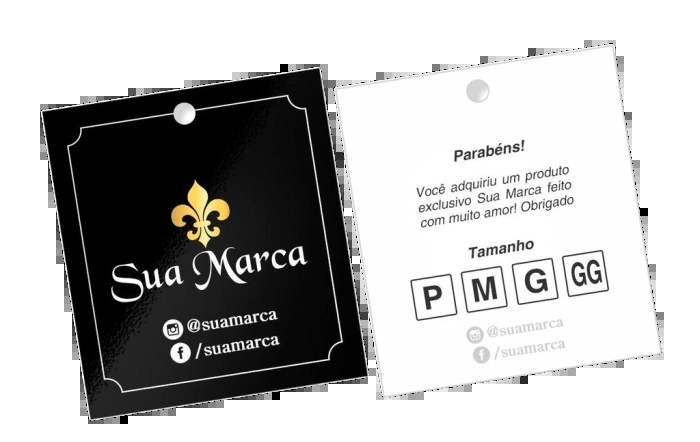 Sua Marca
@suamarca
/suamarca
Parabéns!
Você adquiriu um produto
exclusivo Sua Marca feito
com muito amor! Obrigado
Tamanho
P M G GG
@suamarca
/suamarca